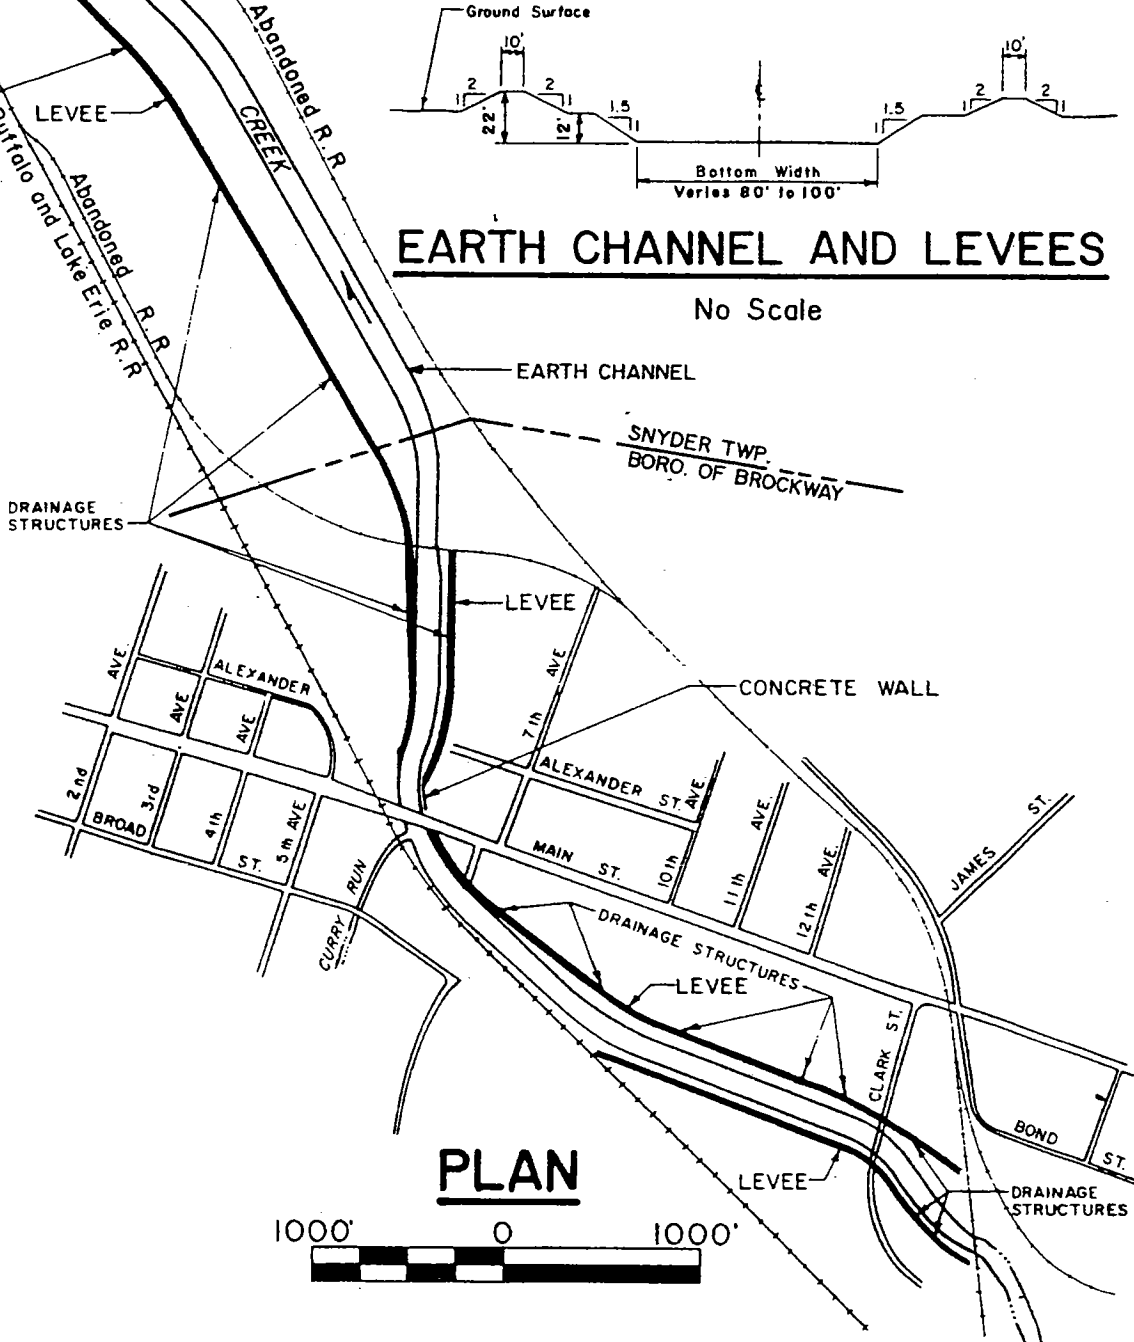 Ground Surface
10'
10'
2
2
2
2
1
1
1
1
1.5
1.5
1
1
22'
12'
℄
Bottom Width
Varies 80' to 100'
EARTH CHANNEL AND LEVEES
No Scale
Abandoned R. R
LEVEE
CREEK
Buffalo and Lake Erie R. R
Abandoned R. R
EARTH CHANNEL
SNYDER TWP.
BORO. OF BROCKWAY
DRAINAGE
STRUCTURES
LEVEE
CONCRETE WALL
ALEXANDER
2nd AVE.
3rd AVE
4th AVE
5th AVE
BROAD ST.
7th AVE
ALEXANDER ST.
MAIN ST.
10th AVE.
11th AVE.
12th AVE.
JAMES ST.
CURRY RUN
DRAINAGE STRUCTURES
LEVEE
CLARK ST.
BOND ST.
LEVEE
DRAINAGE
STRUCTURES
PLAN
1000' 0 1000'